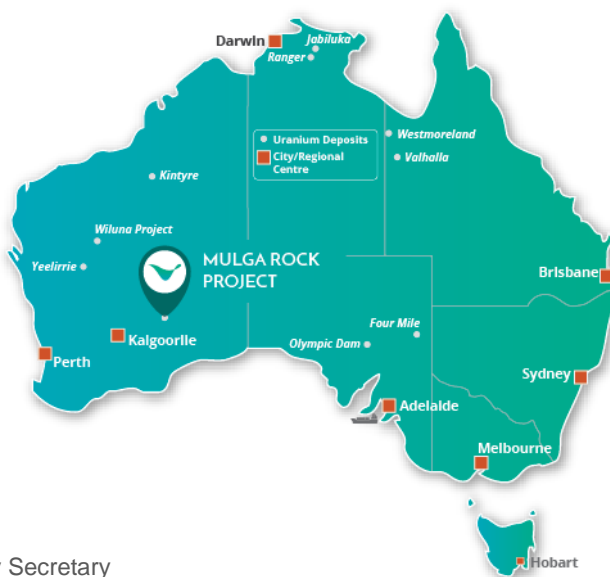 Darwin
Jabiluka
Ranger
Uranium Deposits
City/Regional
Centre
Westmoreland
Valhalla
Kintyre
Wiluna Project
Yeelirrie
MULGA ROCK
PROJECT
Brisbane
Four Mile
Olympic Dam
Kalgoorlie
Perth
Sydney
Adelaide
Melbourne
Hobart
Secretary